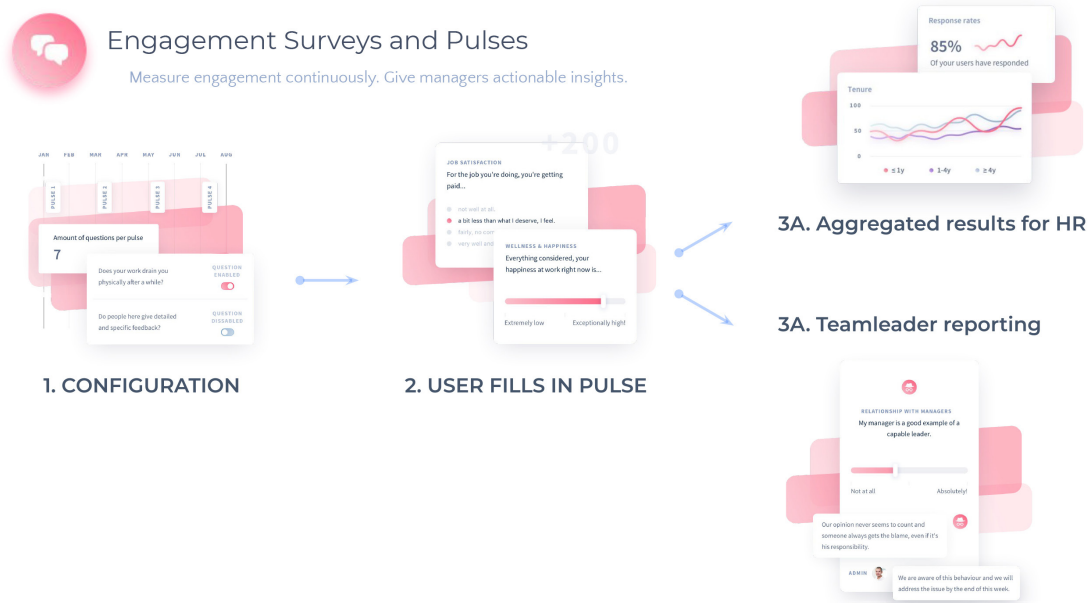 Engagement Surveys and Pulses
Measure engagement continuously. Give managers actionable insights.
JAN FEB MAR APR MAY JUN JUL AUG
PULSE 1
PULSE 2
PULSE 3
PULSE 4
Amount of questions per pulse
7
Does your work drain you
physically after a while?
QUESTION
ENABLED
Do people here give detailed
and specific feedback?
QUESTION
DISSABLED
1. CONFIGURATION
+200
JOB SATISFACTION
For the job you're doing, you're getting
paid...
not well at all.
a bit less than what I deserve, I feel.
fairly, no
very well and
WELLNESS & HAPPINESS
Everything considered, your
happiness at work right now is...
Extremely low
Exceptionally high!
2. USER FILLS IN PULSE
Response rates
85%
Of your users have responded
Tenure
100
50
0
≤ 1y
1-4y
≥ 4y
3A. Aggregated results for HR
3A. Teamleader reporting
RELATIONSHIP WITH MANAGERS
My manager is a good example of a
capable leader.
Not at all
Absolutely!
Our opinion never seems to count and
someone always gets the blame, even if it's
his responsibility.
ADMIN
We are aware of this behaviour and we will
address the issue by the end of this week.